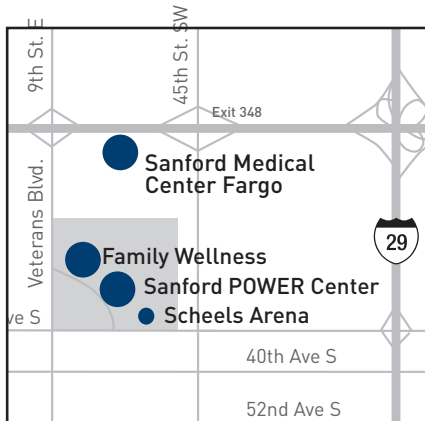 9th St. E
45th St. SW
Exit 348
Sanford Medical
Center Fargo
Veterans Blvd.
29
Family Wellness
Sanford POWER Center
Scheels Arena
ve S
40th Ave S
52nd Ave S